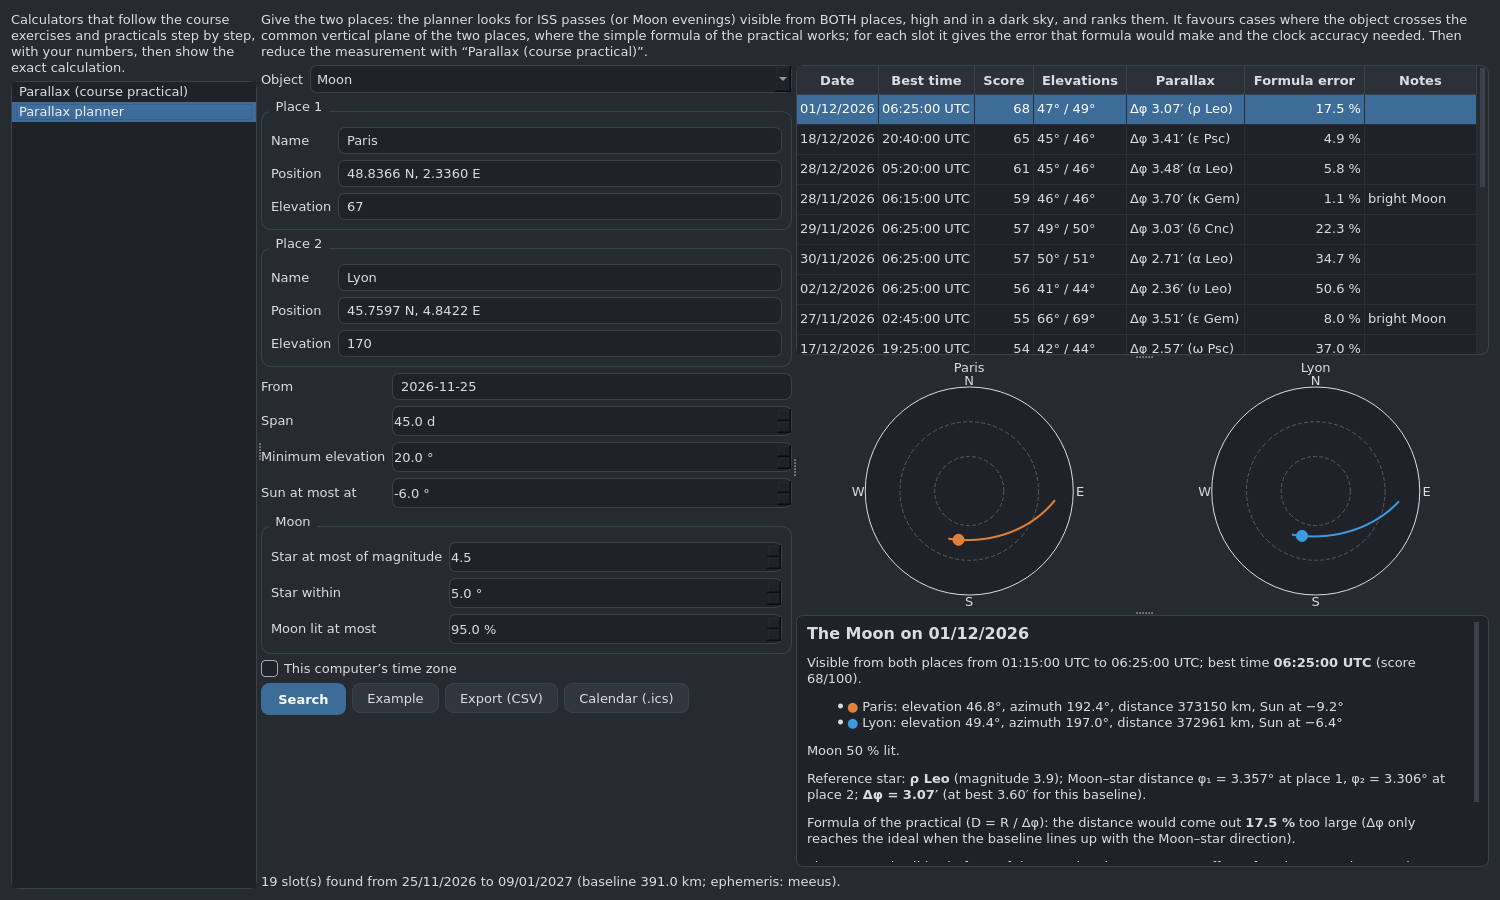 Calculators that follow the course
exercises and practicals step by step,
with your numbers, then show the
exact calculation.
Parallax (course practical)
Parallax planner
Give the two places: the planner looks for ISS passes (or Moon evenings) visible from BOTH places, high and in a dark sky, and ranks them. It favours cases where the object crosses the
common vertical plane of the two places, where the simple formula of the practical works; for each slot it gives the error that formula would make and the clock accuracy needed. Then
reduce the measurement with “Parallax (course practical)”.
Object Moon
Place 1
Name Paris
Position 48.8366 N, 2.3360 E
Elevation 67
Place 2
Name Lyon
Position 45.7597 N, 4.8422 E
Elevation 170
From 2026-11-25
Span 45.0 d
Minimum elevation 20.0 °
Sun at most at -6.0 °
Moon
Star at most of magnitude 4.5
Star within 5.0 °
Moon lit at most 95.0 %
This computer’s time zone
Search Example Export (CSV) Calendar (.ics)
Date Best time Score Elevations Parallax Formula error Notes
01/12/2026 06:25:00 UTC 68 47° / 49° Δφ 3.07′ (ρ Leo) 17.5 %
18/12/2026 20:40:00 UTC 65 45° / 46° Δφ 3.41′ (ε Psc) 4.9 %
28/12/2026 05:20:00 UTC 61 45° / 46° Δφ 3.48′ (α Leo) 5.8 %
28/11/2026 06:15:00 UTC 59 46° / 46° Δφ 3.70′ (κ Gem) 1.1 % bright Moon
29/11/2026 06:25:00 UTC 57 49° / 50° Δφ 3.03′ (δ Cnc) 22.3 %
30/11/2026 06:25:00 UTC 57 50° / 51° Δφ 2.71′ (α Leo) 34.7 %
02/12/2026 06:25:00 UTC 56 41° / 44° Δφ 2.36′ (υ Leo) 50.6 %
27/11/2026 02:45:00 UTC 55 66° / 69° Δφ 3.51′ (ε Gem) 8.0 % bright Moon
17/12/2026 19:25:00 UTC 54 42° / 44° Δφ 2.57′ (ω Psc) 37.0 %
Paris
N
W E
S
Lyon
N
W E
S
The Moon on 01/12/2026
Visible from both places from 01:15:00 UTC to 06:25:00 UTC; best time 06:25:00 UTC (score
68/100).
• Paris: elevation 46.8°, azimuth 192.4°, distance 373150 km, Sun at −9.2°
• Lyon: elevation 49.4°, azimuth 197.0°, distance 372961 km, Sun at −6.4°
Moon 50 % lit.
Reference star: ρ Leo (magnitude 3.9); Moon–star distance φ₁ = 3.357° at place 1, φ₂ = 3.306° at
place 2; Δφ = 3.07′ (at best 3.60′ for this baseline).
Formula of the practical (D = R / Δφ): the distance would come out 17.5 % too large (Δφ only
reaches the ideal when the baseline lines up with the Moon–star direction).
19 slot(s) found from 25/11/2026 to 09/01/2027 (baseline 391.0 km; ephemeris: meeus).